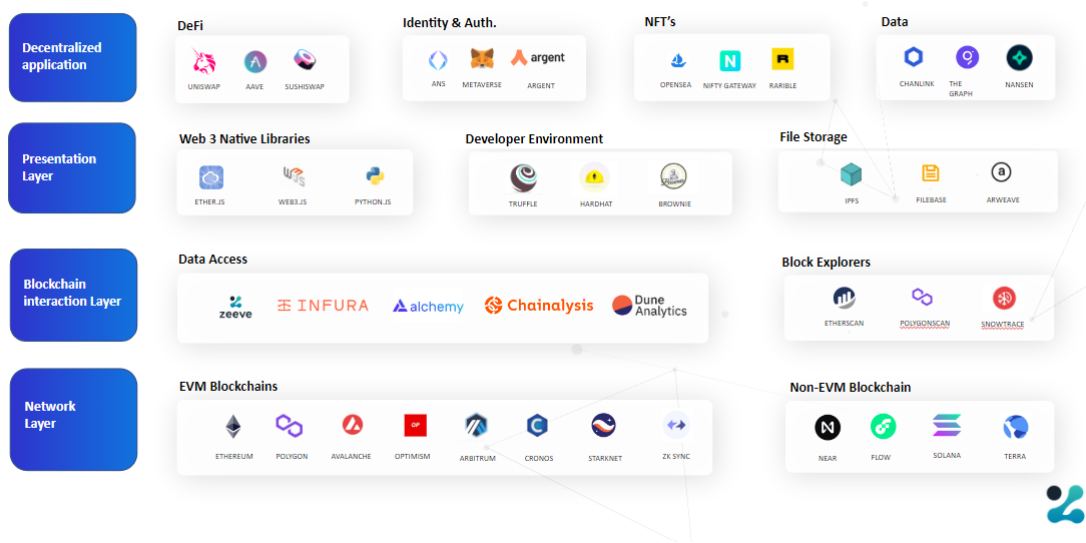 Decentralized
application
DeFi
UNISWAP
AAVE
SUSHISWAP
Identity & Auth.
argent
ANS
METAVERSE
ARGENT
NFT's
OPENSEA
NIFTY GATEWAY
RARIBLE
Data
CHANLINK
THE
GRAPH
NANSEN
Presentation
Layer
Web 3 Native Libraries
ETHER.JS
WEB3.JS
PYTHON.JS
Developer Environment
TRUFFLE
HARDHAT
BROWNIE
File Storage
IPFS
FILEBASE
ARWEAVE
Blockchain
interaction Layer
Data Access
zeeve
INFURA
alchemy
Chainalysis
Dune
Analytics
Block Explorers
ETHERSCAN
POLYGONSCAN
SNOWTRACE
Network
Layer
EVM Blockchains
OP
ETHEREUM
POLYGON
AVALANCHE
OPTIMISM
ARBITRUM
CRONOS
STARKNET
ZK SYNC
Non-EVM Blockchain
NEAR
FLOW
SOLANA
TERRA